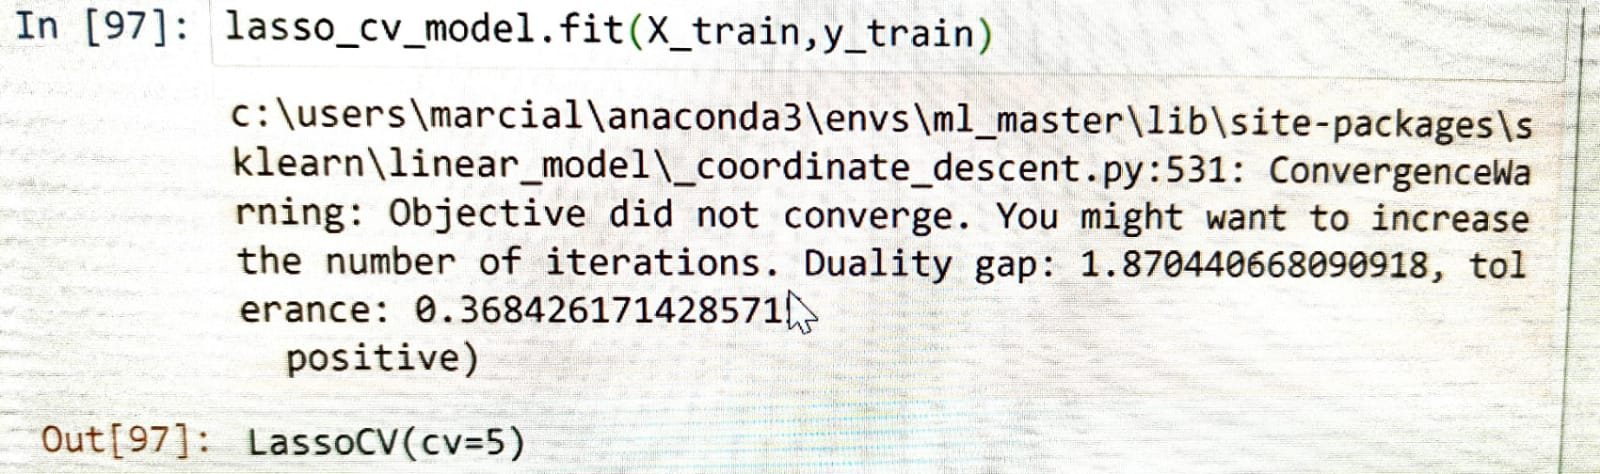 In [97]: lasso_cv_model.fit(X_train,y_train)
c:\users\marcial\anaconda3\envs\ml_master\lib\site-packages\s
klearn\linear_model\_coordinate_descent.py:531: ConvergenceWa
rning: Objective did not converge. You might want to increase
the number of iterations. Duality gap: 1.870440668090918, tol
erance: 0.368426171428571
positive)
Out[97]: LassoCV(cv=5)